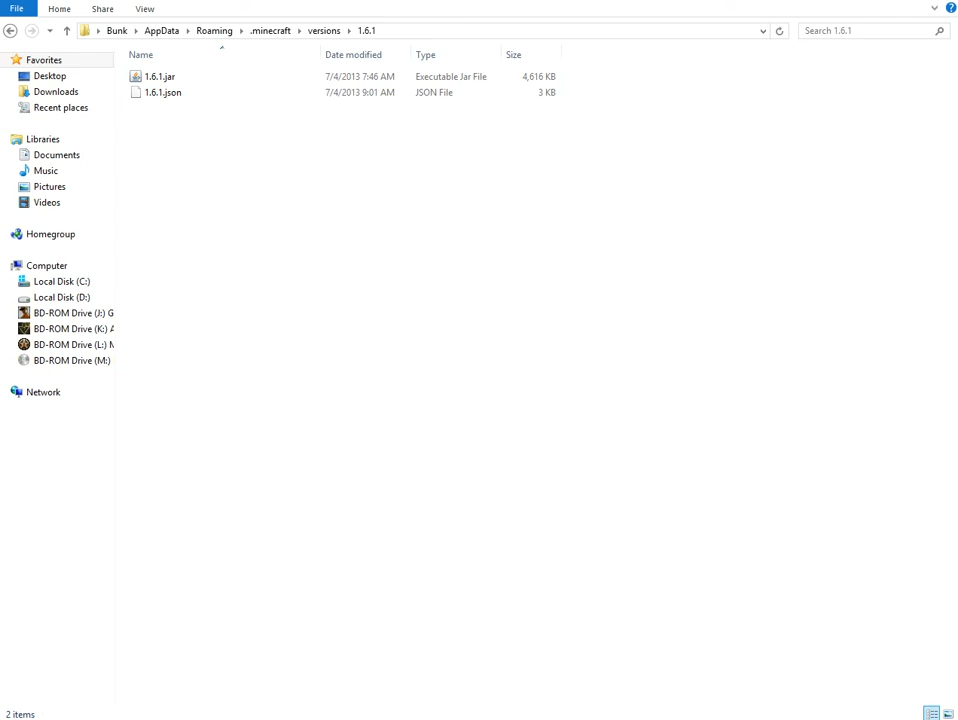 File Home Share View
Bunk AppData Roaming .minecraft versions 1.6.1 Search 1.6.1
Name Date modified Type Size
1.6.1.jar 7/4/2013 7:46 AM Executable Jar File 4,616 KB
1.6.1.json 7/4/2013 9:01 AM JSON File 3 KB
Favorites
Desktop
Downloads
Recent places
Libraries
Documents
Music
Pictures
Videos
Homegroup
Computer
Local Disk (C:)
Local Disk (D:)
BD-ROM Drive (J:) G
BD-ROM Drive (K:) A
BD-ROM Drive (L:) M
BD-ROM Drive (M:)
Network
2 items